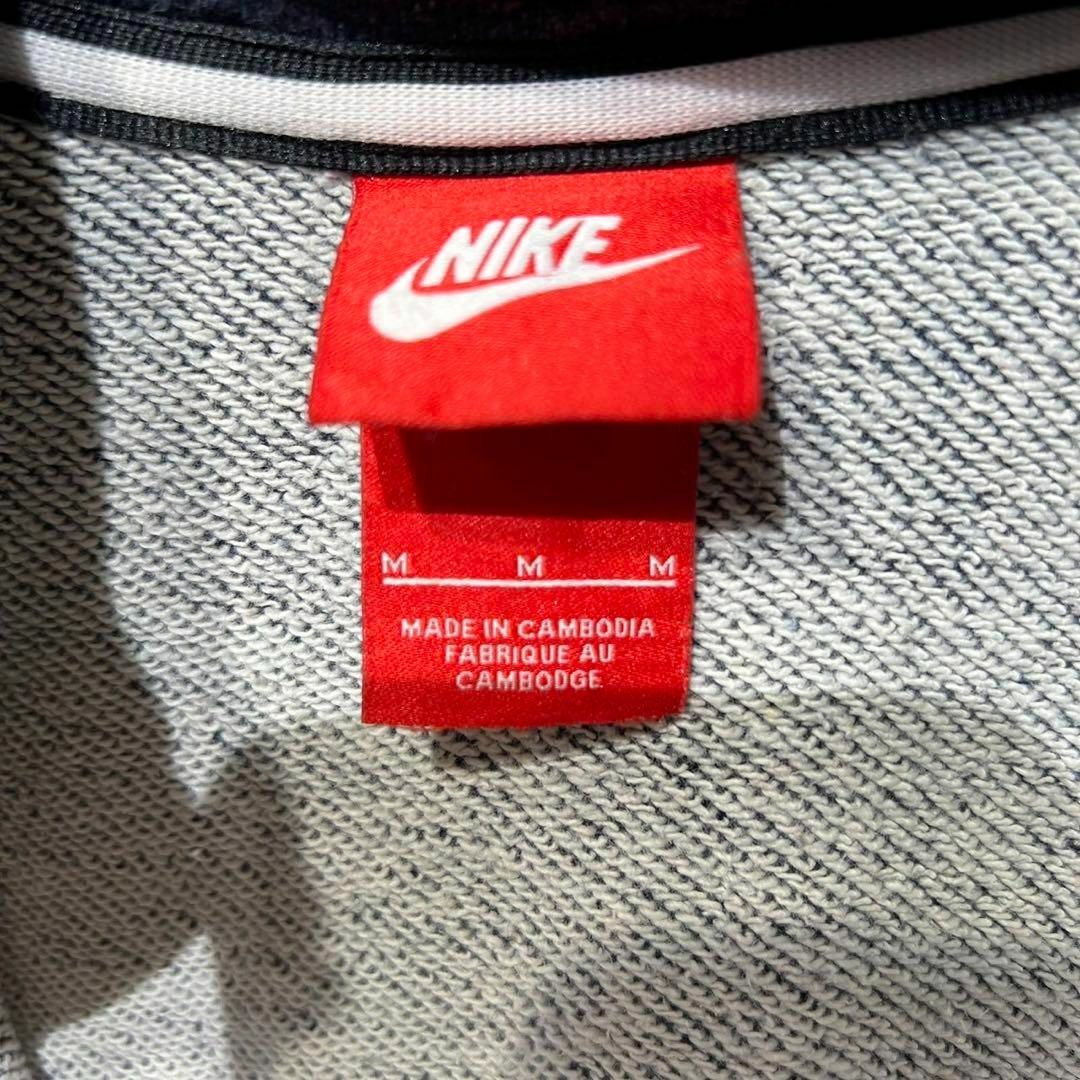 NIKE
M M M
MADE IN CAMBODIA
FABRIQUE AU
CAMBODGE